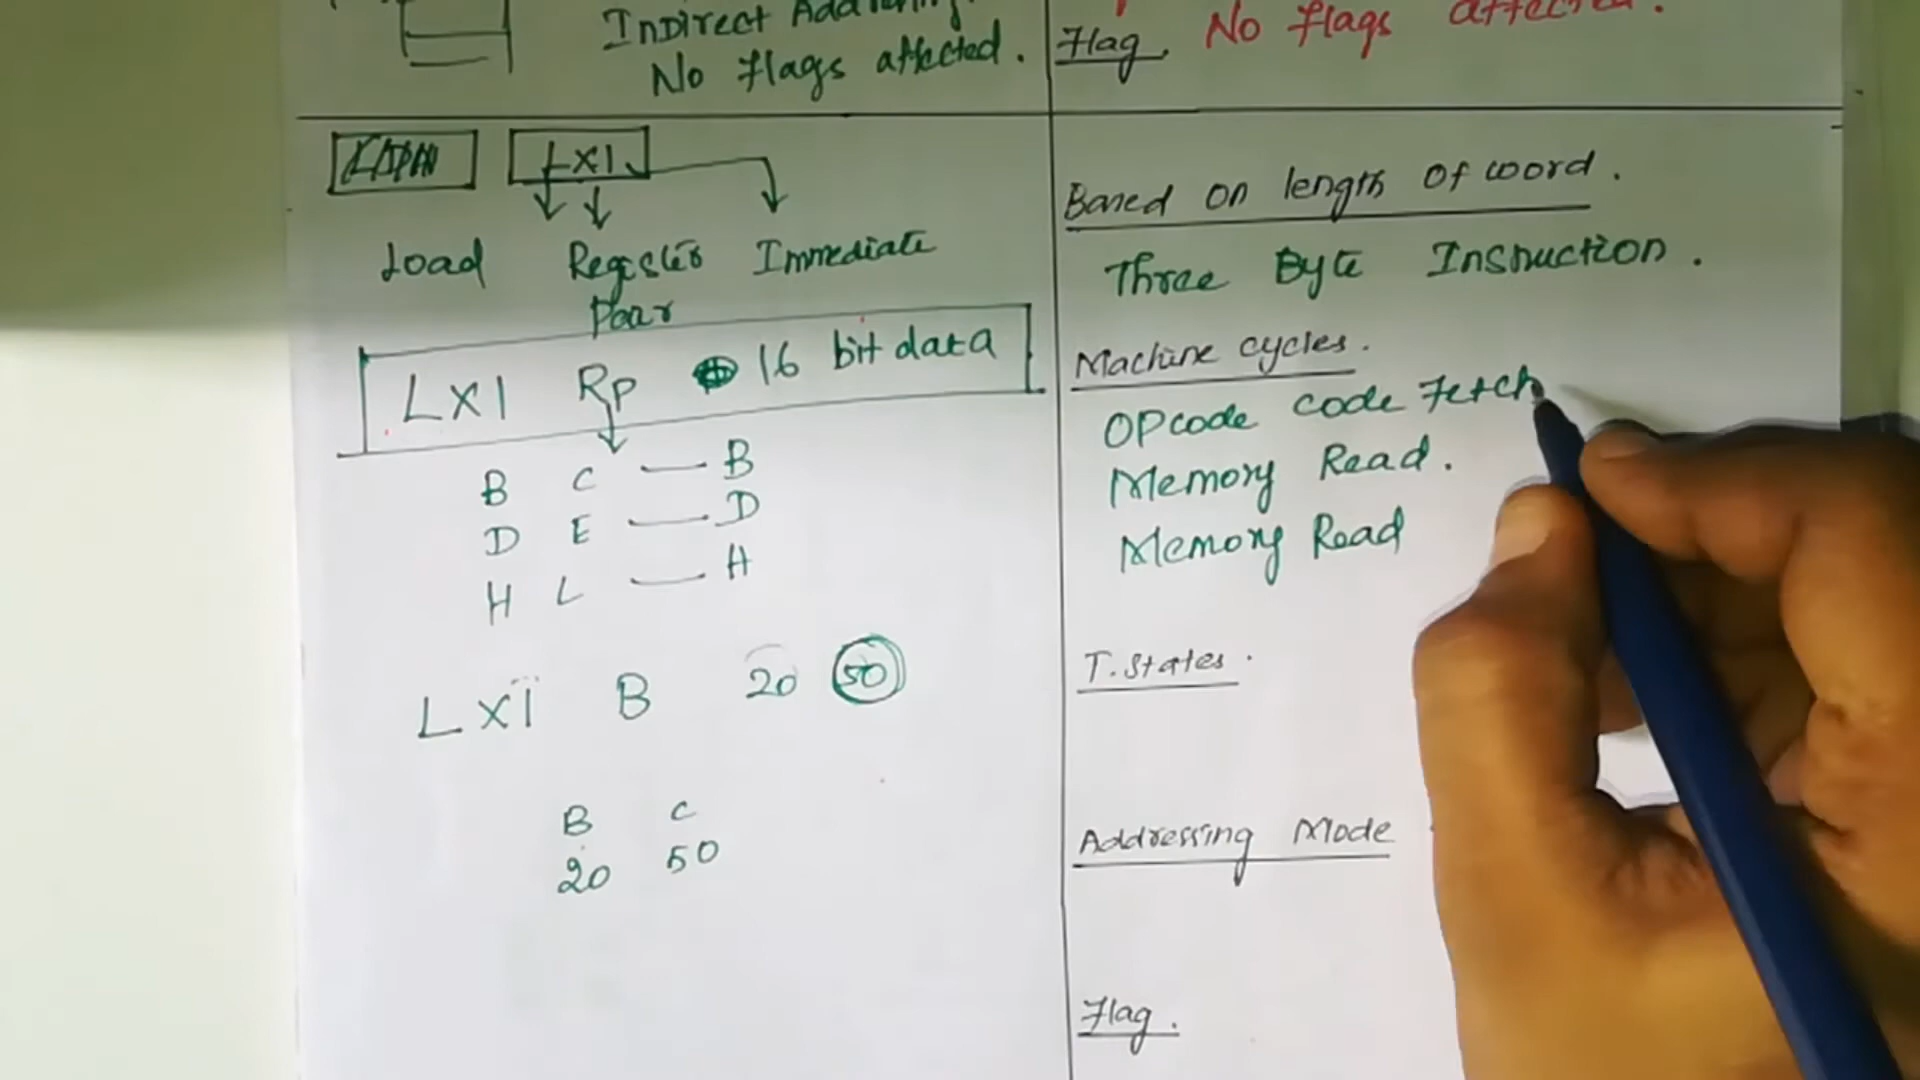 Indirect Addressing.
No Flags affected.
Flag. No flags affected.
LXI
Load Register Immediate
Pair
LXI Rp 16 bit data
B C — B
D E — D
H L — H
LXI B 20 50
B C
20 50
Based on length of word.
Three Byte Instruction.
Machine cycles.
OPcode code Fetch
Memory Read.
Memory Read
T. States.
Addressing Mode
Flag.